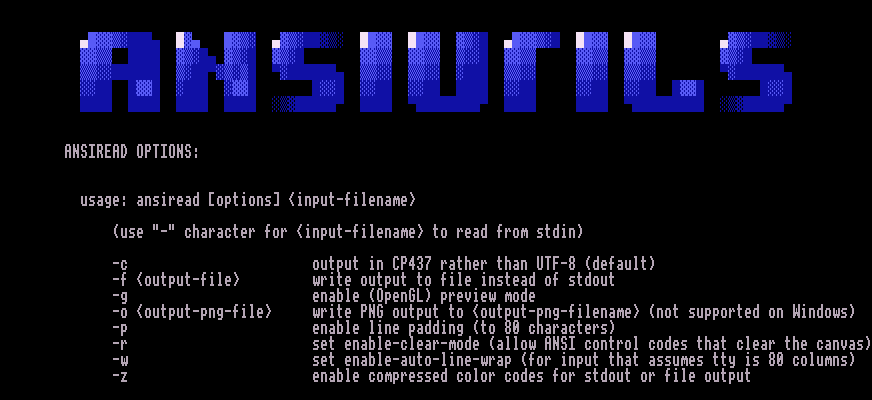 ANSIUTILS
ANSIREAD OPTIONS:
usage: ansiread [options] <input-filename>
(use "-" character for <input-filename> to read from stdin)
-c output in CP437 rather than UTF-8 (default)
-f <output-file> write output to file instead of stdout
-g enable (OpenGL) preview mode
-o <output-png-file> write PNG output to <output-png-filename> (not supported on Windows)
-p enable line padding (to 80 characters)
-r set enable-clear-mode (allow ANSI control codes that clear the canvas)
-w set enable-auto-line-wrap (for input that assumes tty is 80 columns)
-z enable compressed color codes for stdout or file output